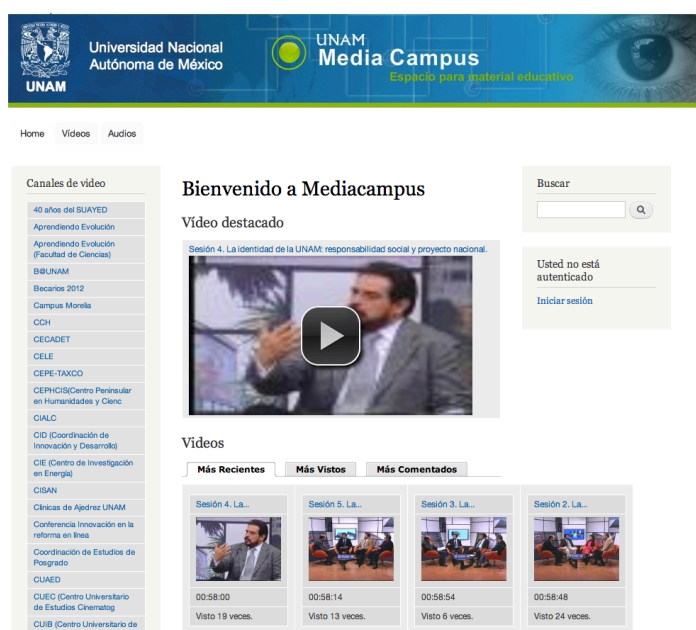 Universidad Nacional
Autónoma de México
UNAM
UNAM
Media Campus
Espacio para material educativo
Home Vídeos Audios
Canales de video
40 años del SUAYED
Aprendiendo Evolución
Aprendiendo Evolución
(Facultad de Ciencias)
B@UNAM
Becarios 2012
Campus Morelia
CCH
CECADET
CELE
CEPE-TAXCO
CEPHCIS(Centro Peninsular
en Humanidades y Cienc
CIALC
CID (Coordinación de
Innovación y Desarrollo)
CIE (Centro de Investigación
en Energía)
CISAN
Clínicas de Ajedrez UNAM
Conferencia Innovación en la
reforma en línea
Coordinación de Estudios de
Posgrado
CUAED
CUEC (Centro Universitario
de Estudios Cinematog
CUIB (Centro Universitario de
Bienvenido a Mediacampus
Vídeo destacado
Sesión 4. La identidad de la UNAM: responsabilidad social y proyecto nacional.
Videos
Más Recientes Más Vistos Más Comentados
Sesión 4. La... Sesión 5. La... Sesión 3. La... Sesión 2. La...
00:58:00 00:58:14 00:58:54 00:58:48
Visto 19 veces. Visto 13 veces. Visto 6 veces. Visto 24 veces.
Buscar
Usted no está
autenticado
Iniciar sesión